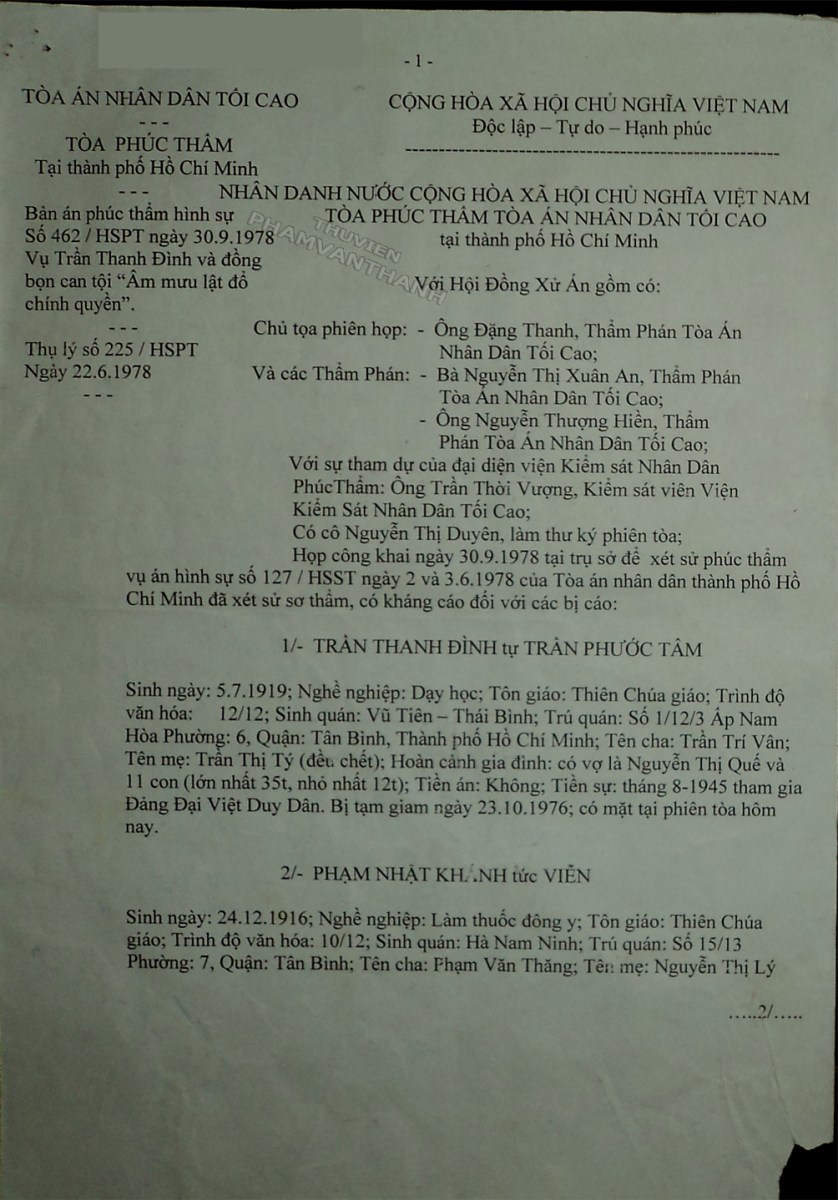 - 1 -
TÒA ÁN NHÂN DÂN TỐI CAO
- - -
TÒA PHÚC THẨM
Tại thành phố Hồ Chí Minh
- - -
CỘNG HÒA XÃ HỘI CHỦ NGHĨA VIỆT NAM
Độc lập – Tự do – Hạnh phúc
-----------------------------------------------------
NHÂN DANH NƯỚC CỘNG HÒA XÃ HỘI CHỦ NGHĨA VIỆT NAM
TÒA PHÚC THẨM TÒA ÁN NHÂN DÂN TỐI CAO
tại thành phố Hồ Chí Minh
Bản án phúc thẩm hình sự
Số 462 / HSPT ngày 30.9.1978
Vụ Trần Thanh Đình và đồng
bọn can tội “Âm mưu lật đổ
chính quyền”.
- - -
Thụ lý số 225 / HSPT
Ngày 22.6.1978
- - -
THUVIEN
PHAMVANTHANH
Với Hội Đồng Xử Án gồm có:
Chủ tọa phiên họp: - Ông Đặng Thanh, Thẩm Phán Tòa Án
Nhân Dân Tối Cao;
Và các Thẩm Phán: - Bà Nguyễn Thị Xuân An, Thẩm Phán
Tòa Án Nhân Dân Tối Cao;
- Ông Nguyễn Thượng Hiền, Thẩm
Phán Tòa Án Nhân Dân Tối Cao;
Với sự tham dự của đại diện viện Kiểm sát Nhân Dân
PhúcThẩm: Ông Trần Thời Vượng, Kiểm sát viên Viện
Kiểm Sát Nhân Dân Tối Cao;
Có cô Nguyễn Thị Duyên, làm thư ký phiên tòa;
Họp công khai ngày 30.9.1978 tại trụ sở để xét sử phúc thẩm
vụ án hình sự số 127 / HSST ngày 2 và 3.6.1978 của Tòa án nhân dân thành phố Hồ
Chí Minh đã xét sử sơ thẩm, có kháng cáo đối với các bị cáo:
1/- TRẦN THANH ĐÌNH tự TRẦN PHƯỚC TÂM
Sinh ngày: 5.7.1919; Nghề nghiệp: Dạy học; Tôn giáo: Thiên Chúa giáo; Trình độ
văn hóa: 12/12; Sinh quán: Vũ Tiên – Thái Bình; Trú quán: Số 1/12/3 Ấp Nam
Hòa Phường: 6, Quận: Tân Bình, Thành phố Hồ Chí Minh; Tên cha: Trần Trí Vân;
Tên mẹ: Trần Thị Tý (đều chết); Hoàn cảnh gia đình: có vợ là Nguyễn Thị Quế và
11 con (lớn nhất 35t, nhỏ nhất 12t); Tiền án: Không; Tiền sự: tháng 8-1945 tham gia
Đảng Đại Việt Duy Dân. Bị tạm giam ngày 23.10.1976; có mặt tại phiên tòa hôm
nay.
2/- PHẠM NHẬT KHÁNH tức VIỄN
Sinh ngày: 24.12.1916; Nghề nghiệp: Làm thuốc đông y; Tôn giáo: Thiên Chúa
giáo; Trình độ văn hóa: 10/12; Sinh quán: Hà Nam Ninh; Trú quán: Số 15/13
Phường: 7, Quận: Tân Bình; Tên cha: Phạm Văn Thăng; Tên mẹ: Nguyễn Thị Lý
…..2/…..